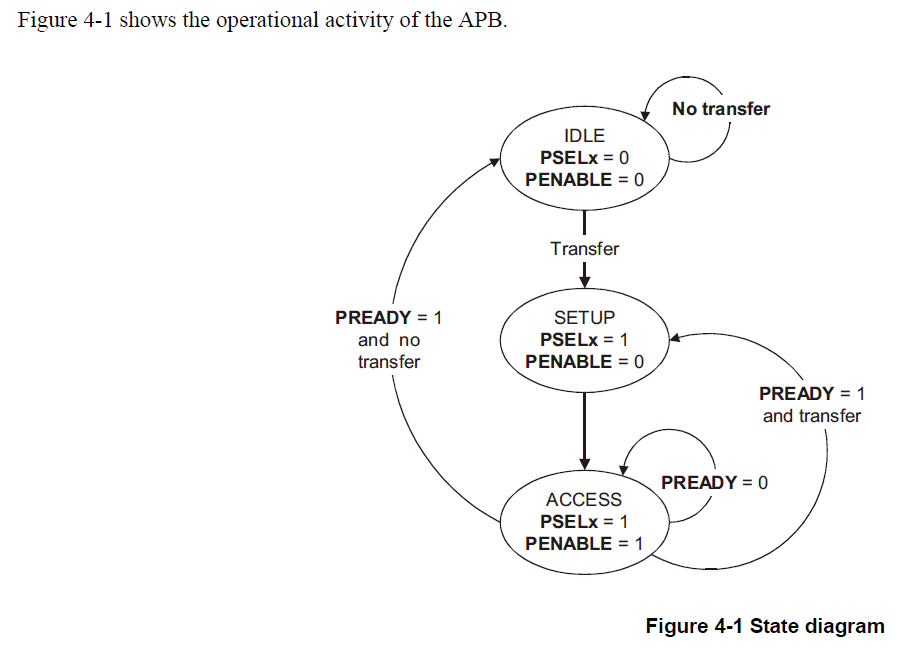 Figure 4-1 shows the operational activity of the APB.
No transfer
IDLE
PSELx = 0
PENABLE = 0
Transfer
SETUP
PSELx = 1
PENABLE = 0
PREADY = 1
and no
transfer
PREADY = 1
and transfer
PREADY = 0
ACCESS
PSELx = 1
PENABLE = 1
Figure 4-1 State diagram